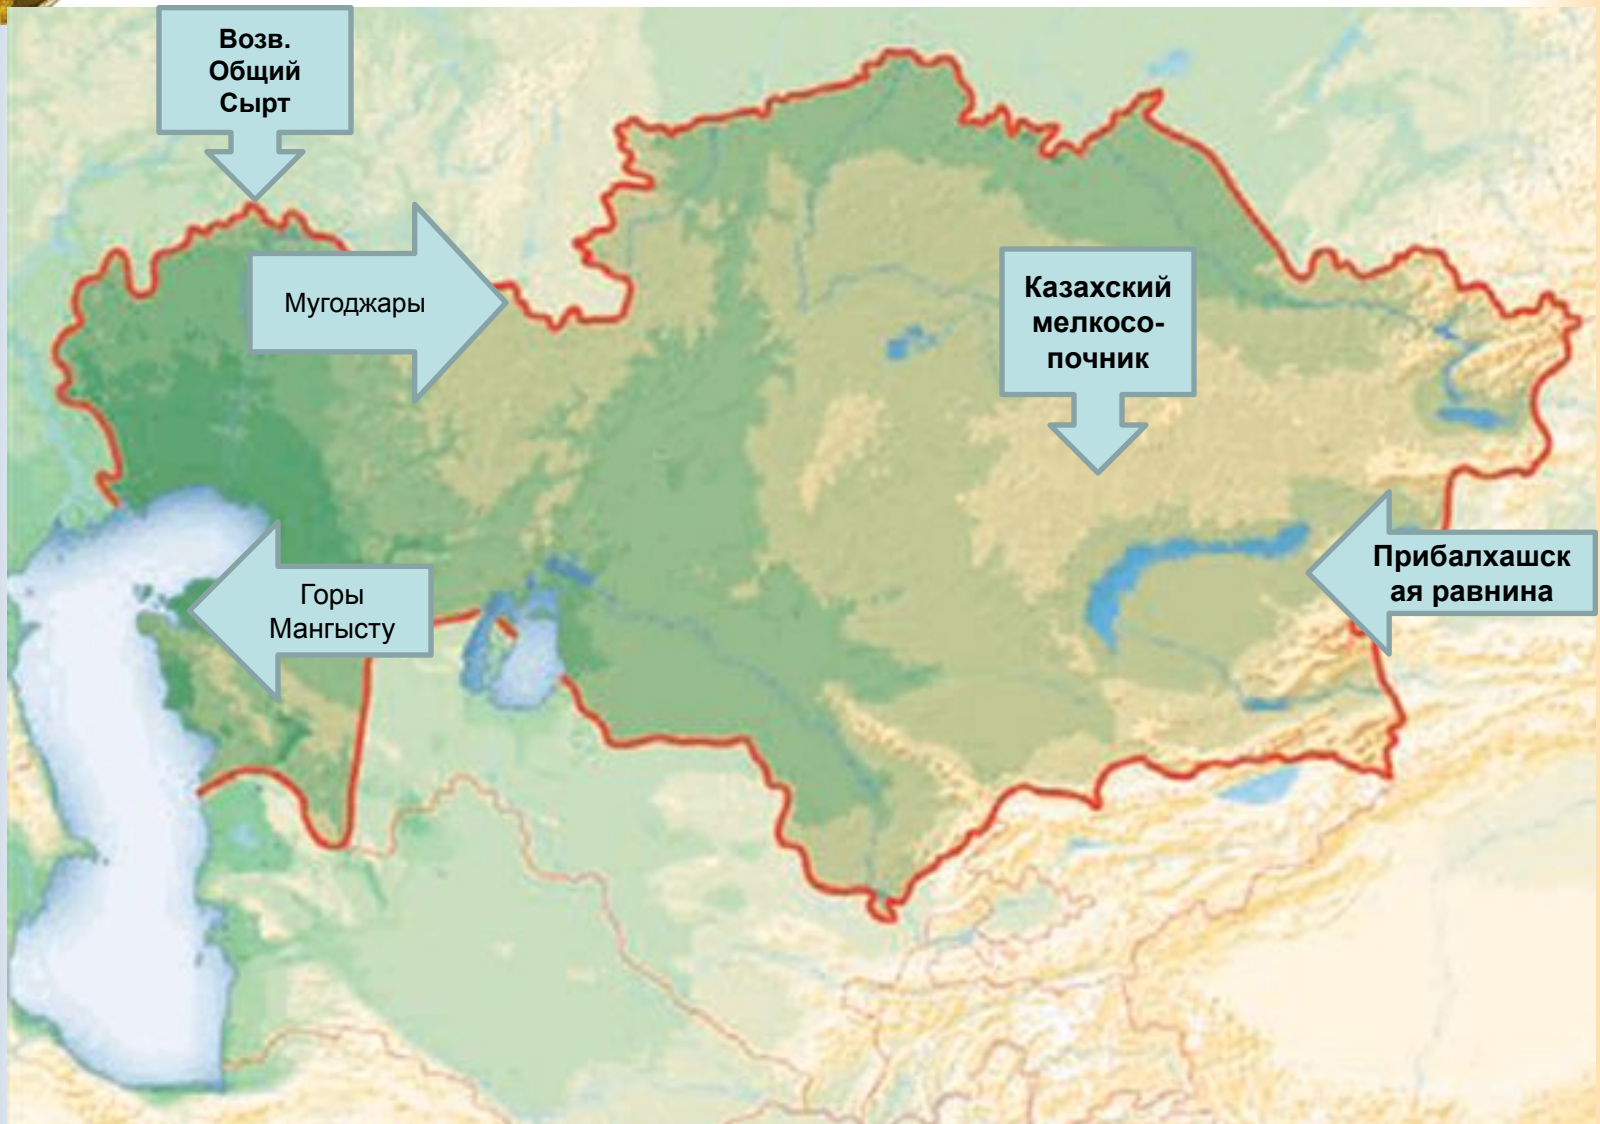 Возв.
Общий
Сырт
Мугоджары
Казахский
мелкосо-
почник
Прибалхашск
ая равнина
Горы
Мангысту